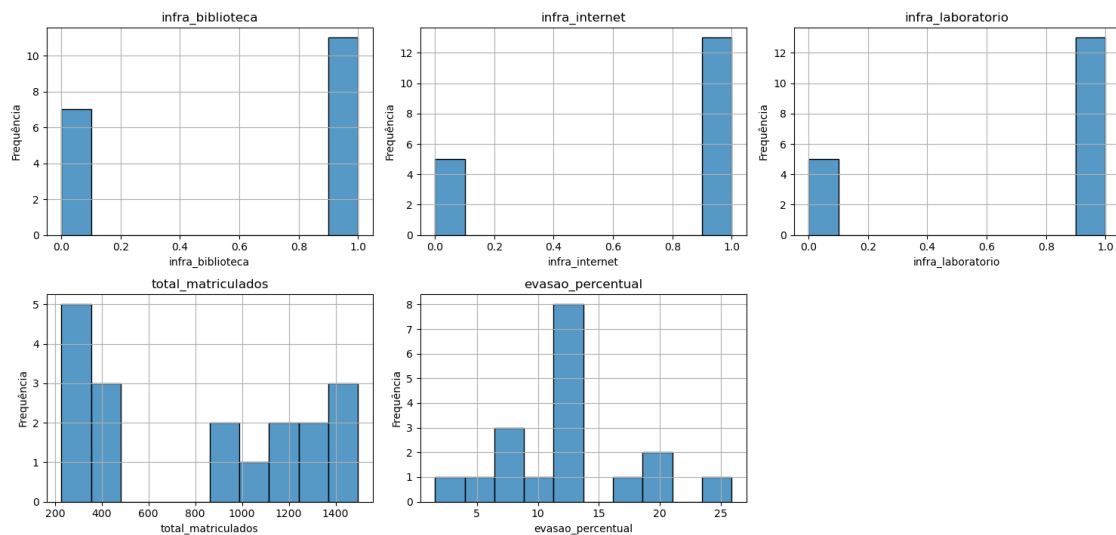 infra_biblioteca
Frequência
10
8
6
4
2
0
0.0 0.2 0.4 0.6 0.8 1.0
infra_biblioteca
infra_internet
Frequência
12
10
8
6
4
2
0
0.0 0.2 0.4 0.6 0.8 1.0
infra_internet
infra_laboratorio
Frequência
12
10
8
6
4
2
0
0.0 0.2 0.4 0.6 0.8 1.0
infra_laboratorio
total_matriculados
Frequência
5
4
3
2
1
0
200 400 600 800 1000 1200 1400
total_matriculados
evasao_percentual
Frequência
8
7
6
5
4
3
2
1
0
5 10 15 20 25
evasao_percentual